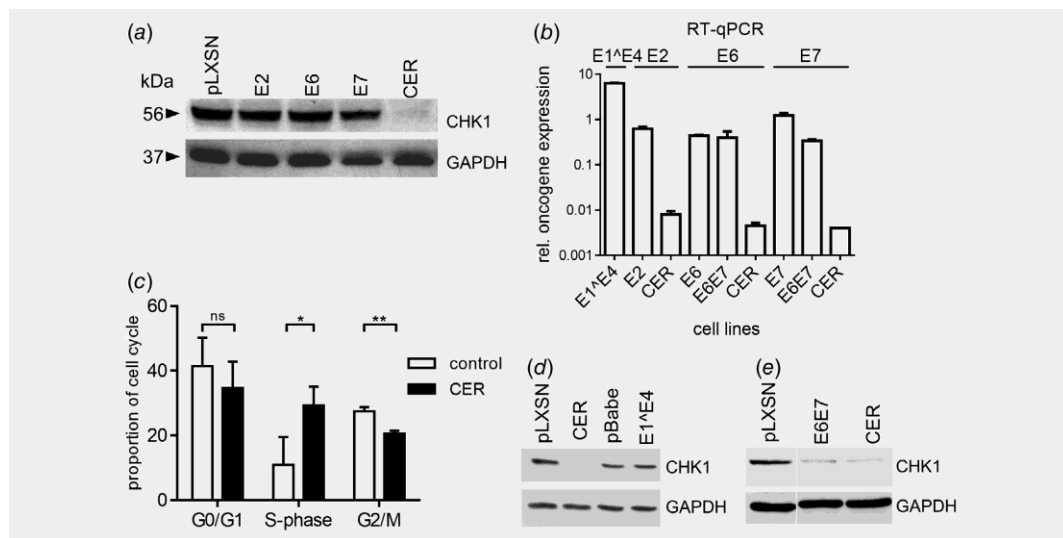 (a)
pLXSN
E2
E6
E7
CER
kDa
56
CHK1
37
GAPDH
(b)
RT-qPCR
E1^E4 E2 E6 E7
rel. oncogene expression
10
1
0.1
0.01
0.001
E1^E4
E2
CER
E6
E6E7
CER
E7
E6E7
CER
cell lines
(c)
proportion of cell cycle
60
40
20
0
ns
*
**
control
CER
G0/G1 S-phase G2/M
(d)
pLXSN
CER
pBabe
E1^E4
CHK1
GAPDH
(e)
pLXSN
E6E7
CER
CHK1
GAPDH